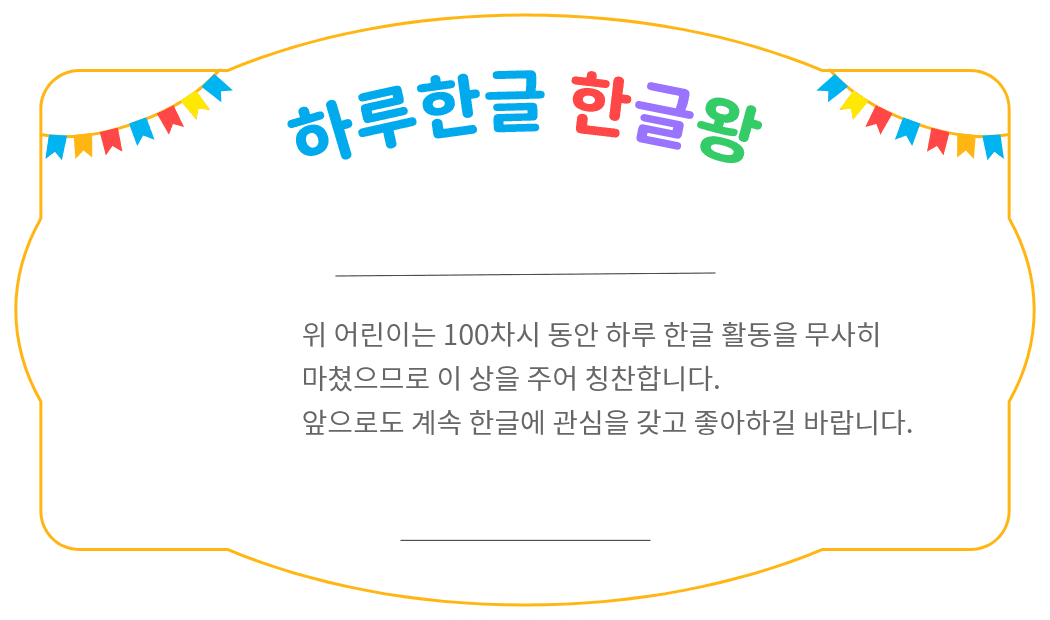 하루한글 한글왕
위 어린이는 100차시 동안 하루 한글 활동을 무사히
마쳤으므로 이 상을 주어 칭찬합니다.
앞으로도 계속 한글에 관심을 갖고 좋아하길 바랍니다.